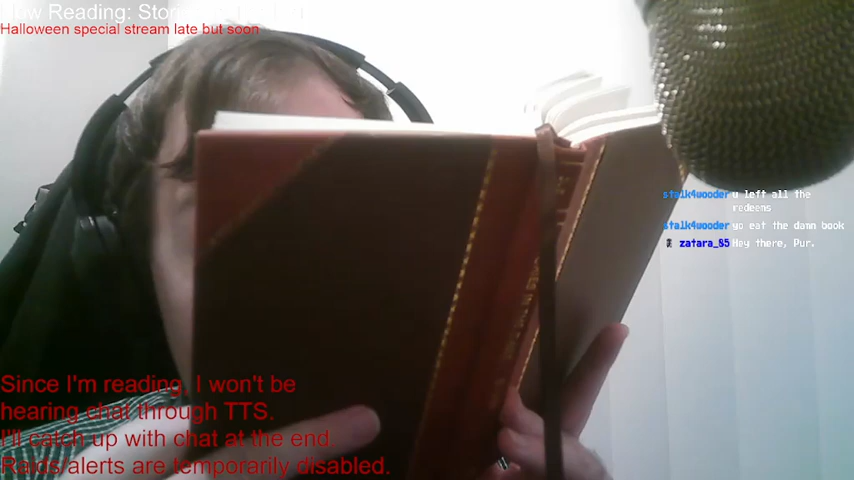 Now Reading: Stor
Halloween special stream late but soon
stalk4wooder u left all the
redeems
stalk4wooder yo eat the damn book
zatara_85 Hey there, Pur.
Since I'm reading, I won't be
hearing chat through TTS.
I'll catch up with chat at the end.
Raids/alerts are temporarily disabled.